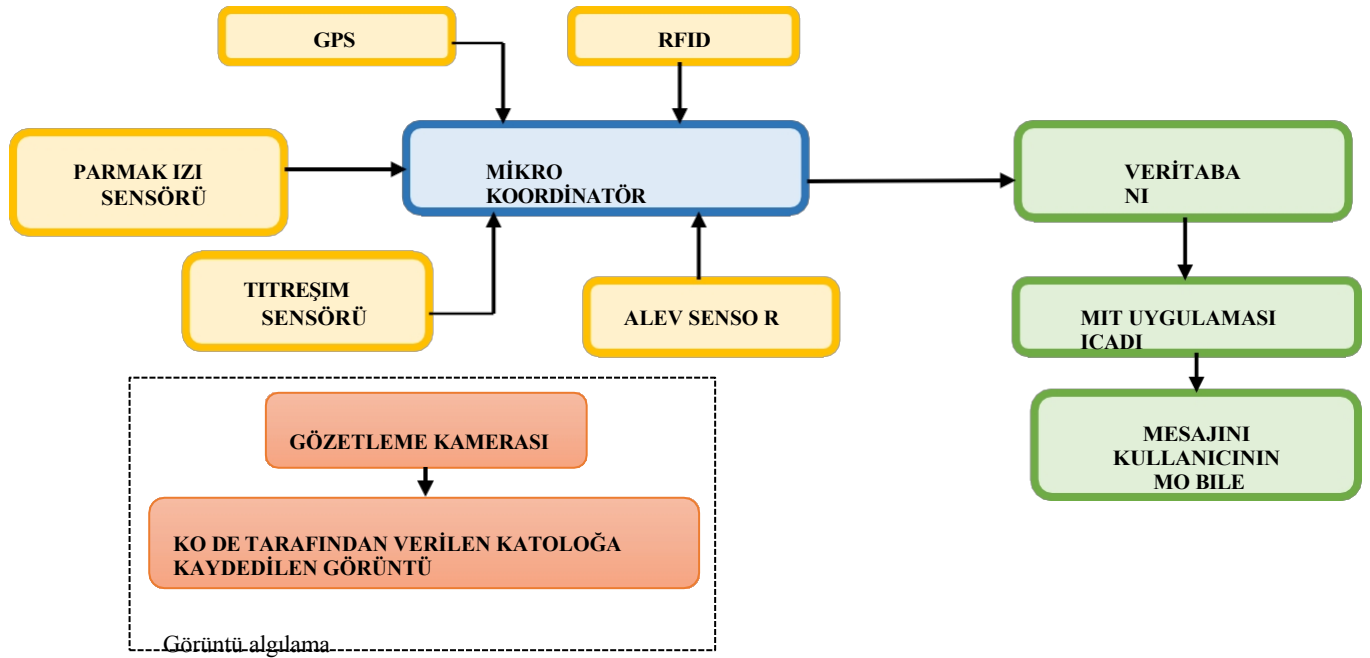 GPS
RFID
PARMAK IZI
SENSÖRÜ
MİKRO
KOORDİNATÖR
VERİTABA
NI
TITREŞIM
SENSÖRÜ
ALEV SENSO R
MIT UYGULAMASI
ICADI
GÖZETLEME KAMERASI
MESAJINI
KULLANICININ
MO BILE
KO DE TARAFINDAN VERİLEN KATOLOĞA
KAYDEDİLEN GÖRÜNTÜ
Görüntü algılama